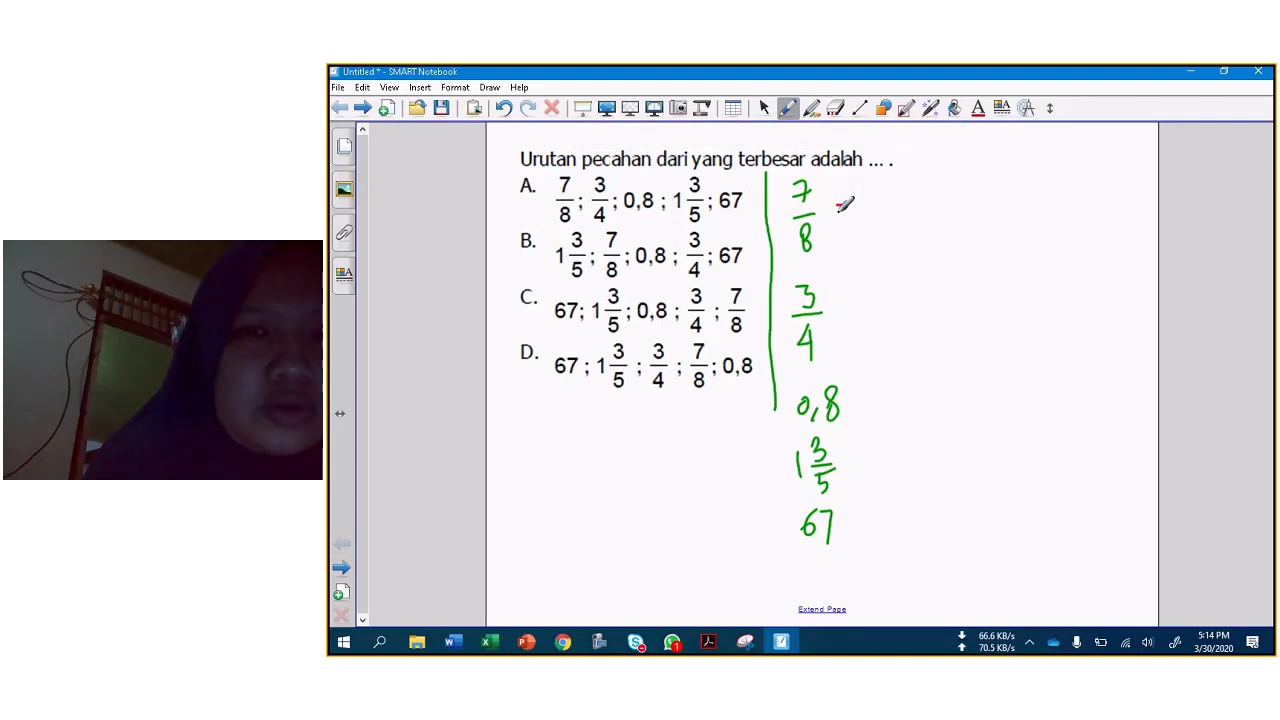 Untitled * - SMART Notebook
File Edit View Insert Format Draw Help
Urutan pecahan dari yang terbesar adalah ... .
A. 7/8 ; 3/4 ; 0,8 ; 1 3/5 ; 67
B. 1 3/5 ; 7/8 ; 0,8 ; 3/4 ; 67
C. 67; 1 3/5 ; 0,8 ; 3/4 ; 7/8
D. 67 ; 1 3/5 ; 3/4 ; 7/8 ; 0,8
7/8
3/4
0,8
1 3/5
67
Extend Page
66.6 KB/s
70.5 KB/s
5:14 PM
3/30/2020